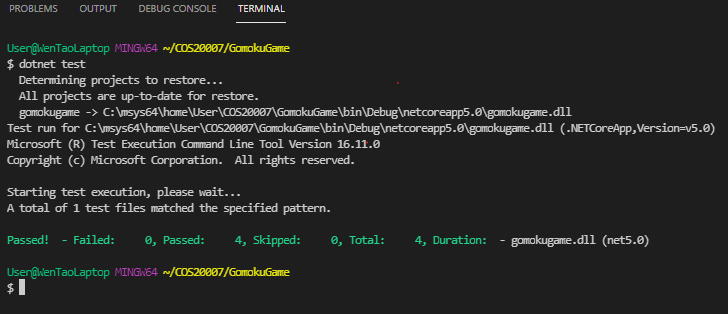 PROBLEMS OUTPUT DEBUG CONSOLE TERMINAL
User@WenTaoLaptop MINGW64 ~/COS20007/GomokuGame
$ dotnet test
  Determining projects to restore...
  All projects are up-to-date for restore.
  gomokugame -> C:\msys64\home\User\COS20007\GomokuGame\bin\Debug\netcoreapp5.0\gomokugame.dll
Test run for C:\msys64\home\User\COS20007\GomokuGame\bin\Debug\netcoreapp5.0\gomokugame.dll (.NETCoreApp,Version=v5.0)
Microsoft (R) Test Execution Command Line Tool Version 16.11.0
Copyright (c) Microsoft Corporation.  All rights reserved.
Starting test execution, please wait...
A total of 1 test files matched the specified pattern.
Passed!  - Failed:     0, Passed:     4, Skipped:     0, Total:     4, Duration:  - gomokugame.dll (net5.0)
User@WenTaoLaptop MINGW64 ~/COS20007/GomokuGame
$